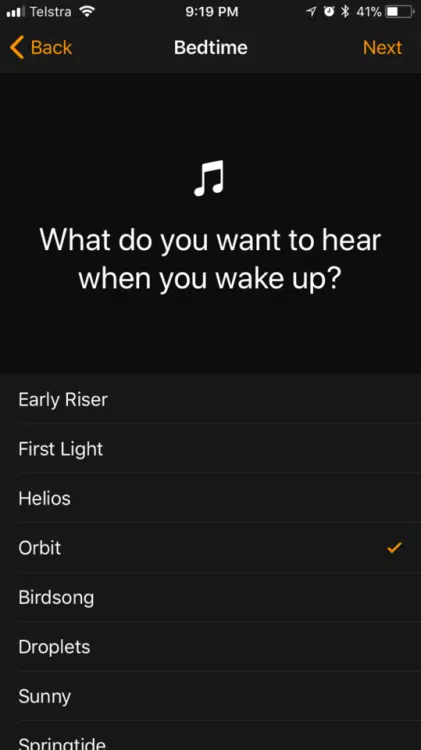 Telstra 9:19 PM 41%
Back Bedtime Next
What do you want to hear
when you wake up?
Early Riser
First Light
Helios
Orbit
Birdsong
Droplets
Sunny
Springtide